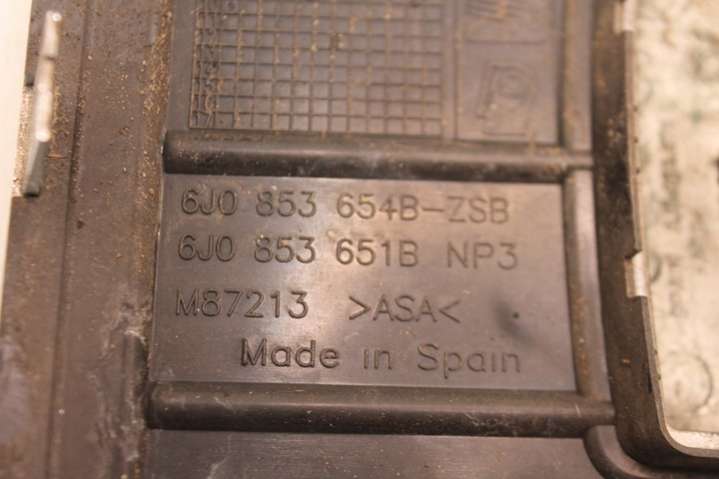 6J0 853 654B-ZSB
6J0 853 651B NP3
M87213 >ASA<
Made in Spain